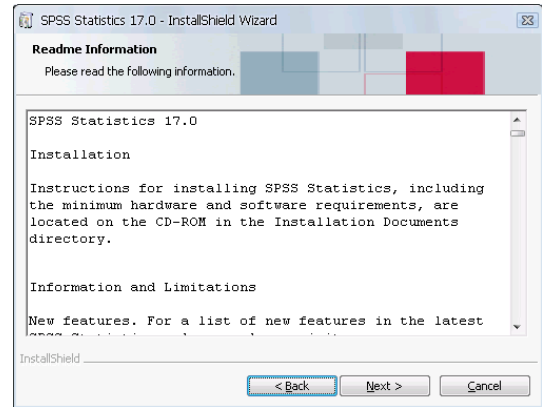 SPSS Statistics 17.0 - InstallShield Wizard
Readme Information
Please read the following information.
SPSS Statistics 17.0
Installation
Instructions for installing SPSS Statistics, including
the minimum hardware and software requirements, are
located on the CD-ROM in the Installation Documents
directory.
Information and Limitations
New features. For a list of new features in the latest
InstallShield
< Back
Next >
Cancel